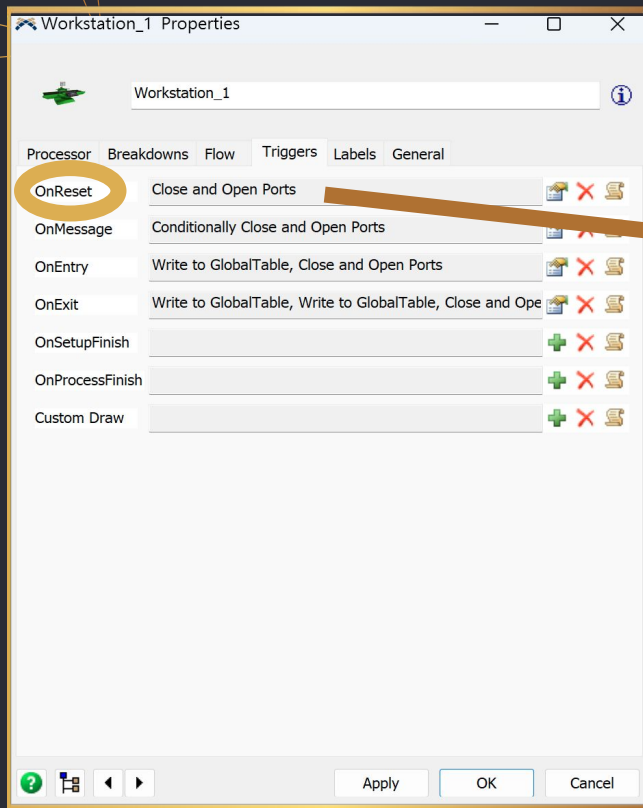 Workstation_1 Properties
Workstation_1
Processor Breakdowns Flow Triggers Labels General
OnReset Close and Open Ports
OnMessage Conditionally Close and Open Ports
OnEntry Write to GlobalTable, Close and Open Ports
OnExit Write to GlobalTable, Write to GlobalTable, Close and Ope
OnSetupFinish
OnProcessFinish
Custom Draw
Apply OK Cancel